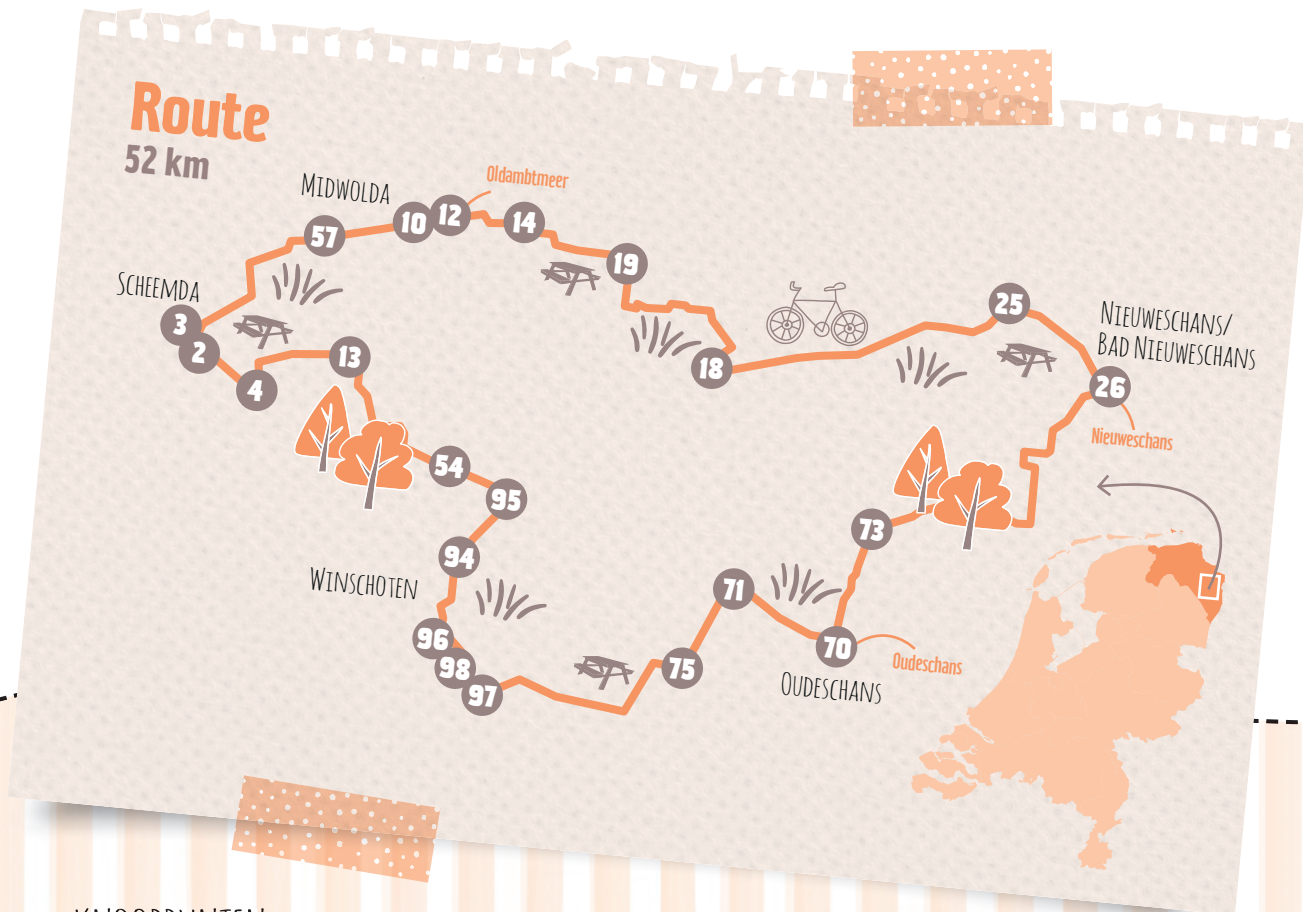 Route
52 km
MIDWOLDA
Oldambtmeer
57
10
12
14
19
SCHEEMDA
3
2
4
13
18
25
NIEUWESCHANS/
BAD NIEUWESCHANS
26
Nieuweschans
54
95
94
WINSCHOTEN
96
98
97
75
71
73
70
Oudeschans
OUDESCHANS
KNOOPPUNTEN